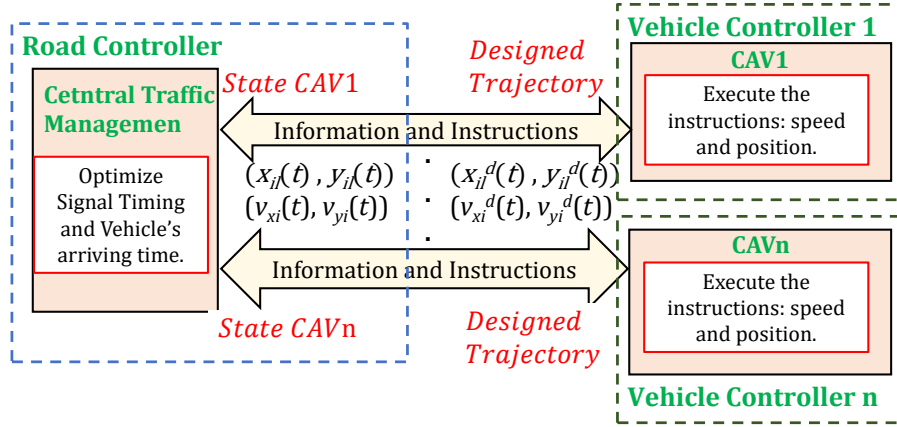 Road Controller
Cetntral Traffic
Managemen
Optimize
Signal Timing
and Vehicle's
arriving time.
State CAV1
Designed
Trajectory
Information and Instructions
(x_il(t) , y_il(t))
(v_xi(t), v_yi(t))
(x_il^d(t) , y_il^d(t))
(v_xi^d(t), v_yi^d(t))
Information and Instructions
State CAVn
Designed
Trajectory
Vehicle Controller 1
CAV1
Execute the
instructions: speed
and position.
CAVn
Execute the
instructions: speed
and position.
Vehicle Controller n